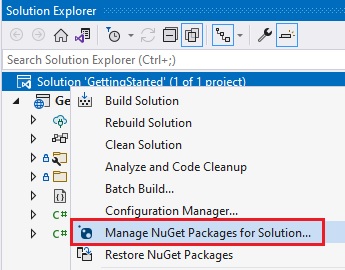 Solution Explorer
Search Solution Explorer (Ctrl+;)
Solution 'GettingStarted' (1 of 1 project)
Ge
Build Solution
Rebuild Solution
Clean Solution
Analyze and Code Cleanup
Batch Build...
Configuration Manager...
Manage NuGet Packages for Solution...
Restore NuGet Packages
C#
C#